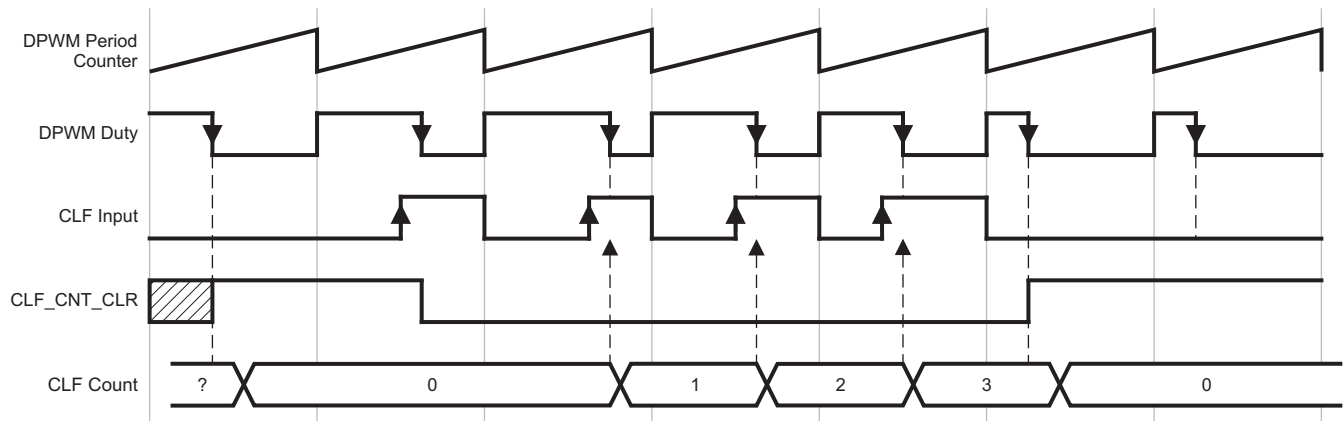 DPWM Period
Counter
DPWM Duty
CLF Input
CLF_CNT_CLR
CLF Count
? 0 1 2 3 0